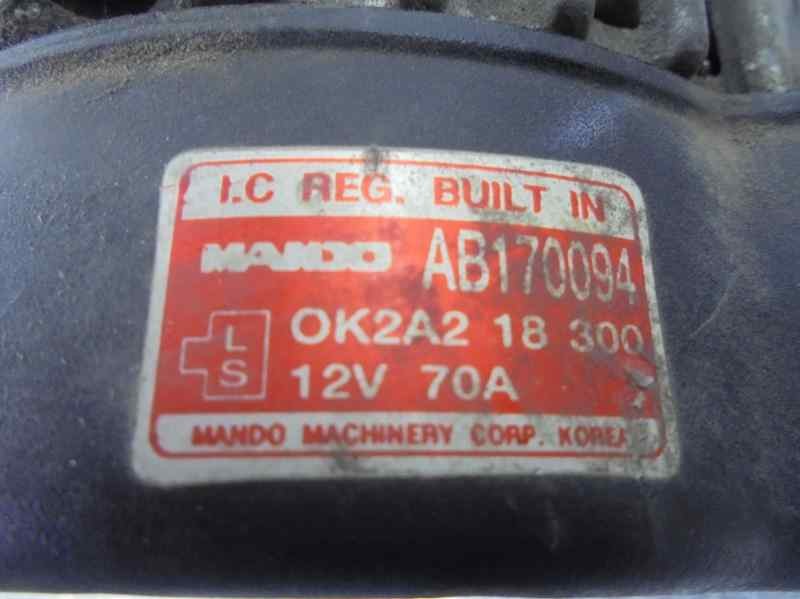 I.C REG. BUILT IN
MANDO AB170094
L
S
OK2A2 18 300
12V 70A
MANDO MACHINERY CORP. KOREA